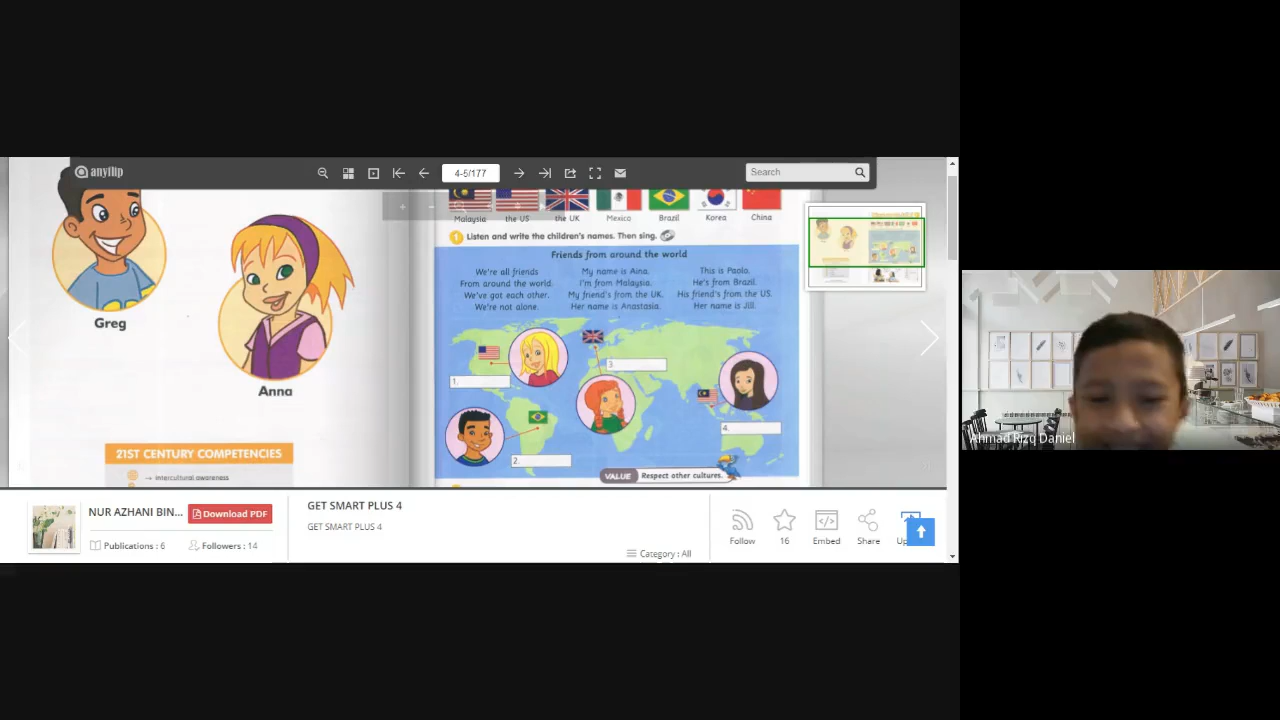 anyflip
4-5/177
Search
Malaysia the US the UK Mexico Brazil Korea China
1 Listen and write the children's names. Then sing.
Friends from around the world
We're all friends
From around the world.
We've got each other.
We're not alone.
My name is Aina.
I'm from Malaysia.
My friend's from the UK.
Her name is Anastasia.
This is Paolo.
He's from Brazil.
His friend's from the US.
Her name is Jill.
Greg
Anna
1.
2.
3.
4.
VALUE Respect other cultures.
21ST CENTURY COMPETENCIES
→ Intercultural awareness
Ahmad Rizq Daniel
NUR AZHANI BIN...
Download PDF
Publications : 6
Followers : 14
GET SMART PLUS 4
GET SMART PLUS 4
Category : All
Follow
16
Embed
Share